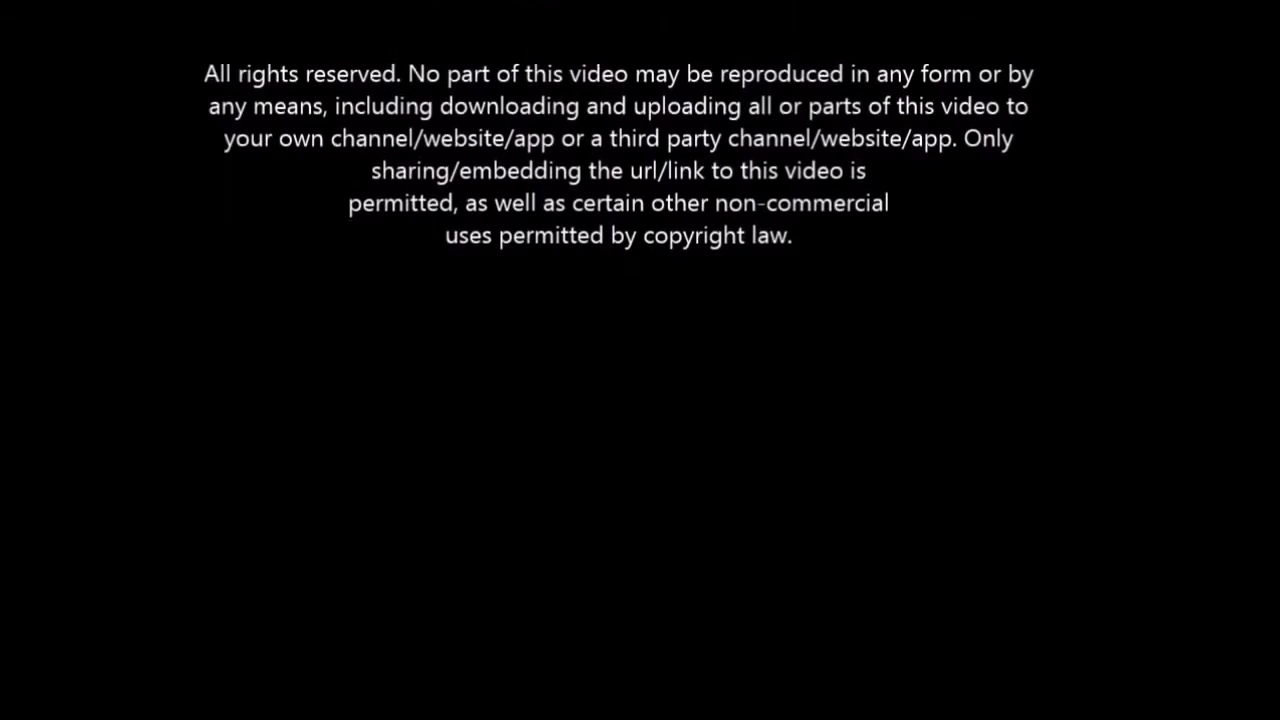 All rights reserved. No part of this video may be reproduced in any form or by
any means, including downloading and uploading all or parts of this video to
your own channel/website/app or a third party channel/website/app. Only
sharing/embedding the url/link to this video is
permitted, as well as certain other non-commercial
uses permitted by copyright law.